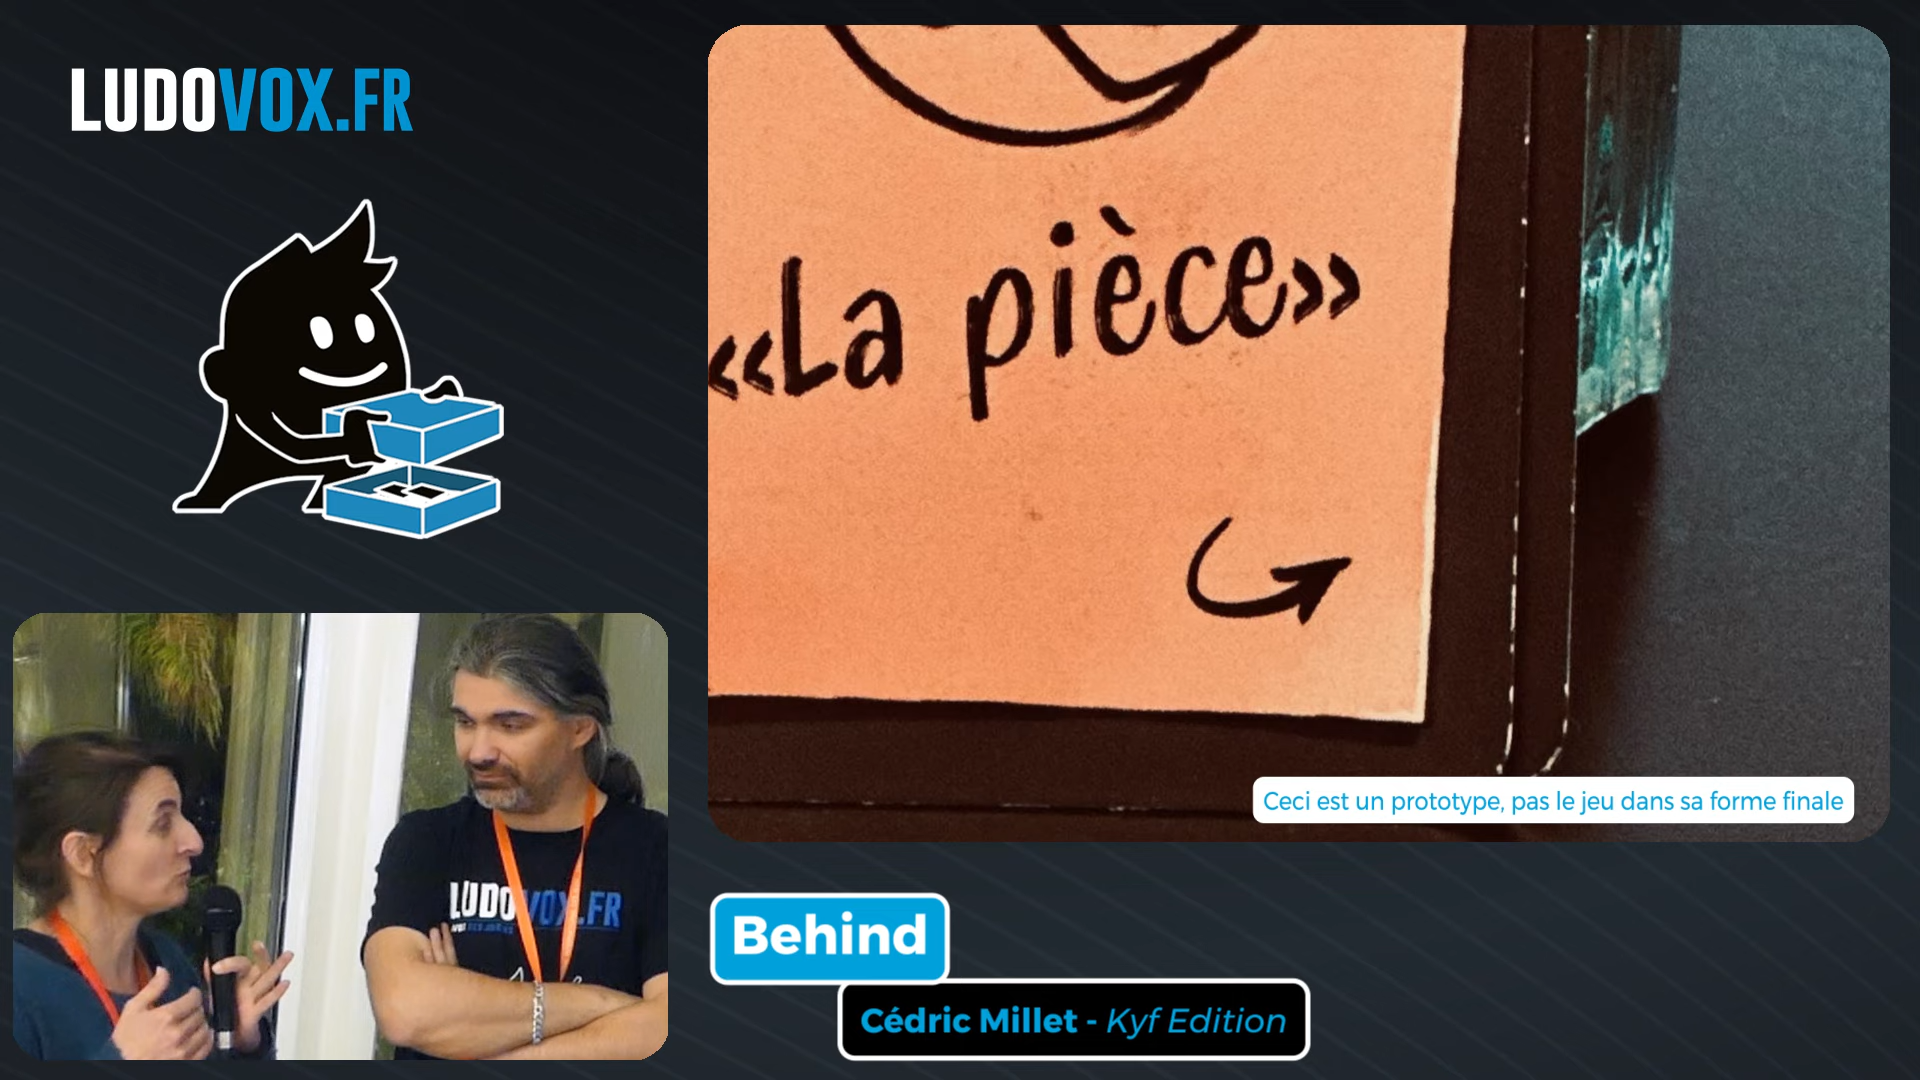 LUDOVOX.FR
«La pièce»
Ceci est un prototype, pas le jeu dans sa forme finale
LUDOVOX.FR
Behind
Cédric Millet - Kyf Edition